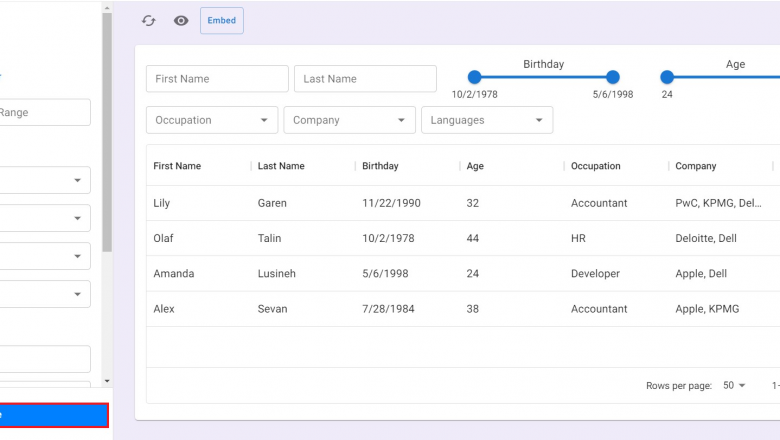 Embed
Range
First Name
Last Name
Birthday
10/2/1978
5/6/1998
Age
24
Occupation
Company
Languages
First Name Last Name Birthday Age Occupation Company
Lily Garen 11/22/1990 32 Accountant PwC, KPMG, Del...
Olaf Talin 10/2/1978 44 HR Deloitte, Dell
Amanda Lusineh 5/6/1998 24 Developer Apple, Dell
Alex Sevan 7/28/1984 38 Accountant Apple, KPMG
Rows per page: 50 1–